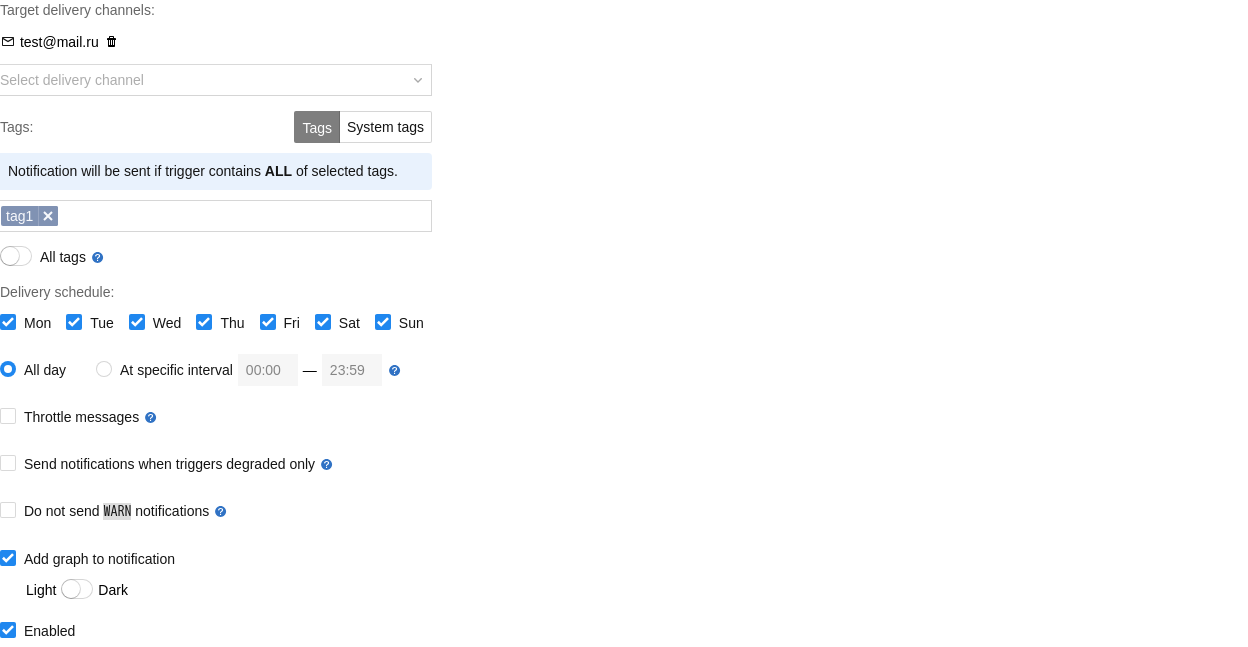 Target delivery channels:
test@mail.ru
Select delivery channel
Tags: Tags System tags
Notification will be sent if trigger contains ALL of selected tags.
tag1
All tags ?
Delivery schedule:
Mon Tue Wed Thu Fri Sat Sun
All day At specific interval 00:00 — 23:59 ?
Throttle messages ?
Send notifications when triggers degraded only ?
Do not send WARN notifications ?
Add graph to notification
Light Dark
Enabled